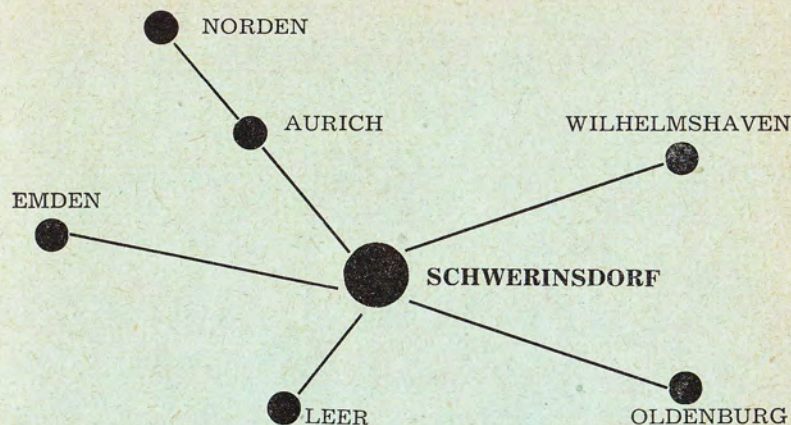 NORDEN
AURICH
WILHELMSHAVEN
EMDEN
SCHWERINSDORF
LEER
OLDENBURG